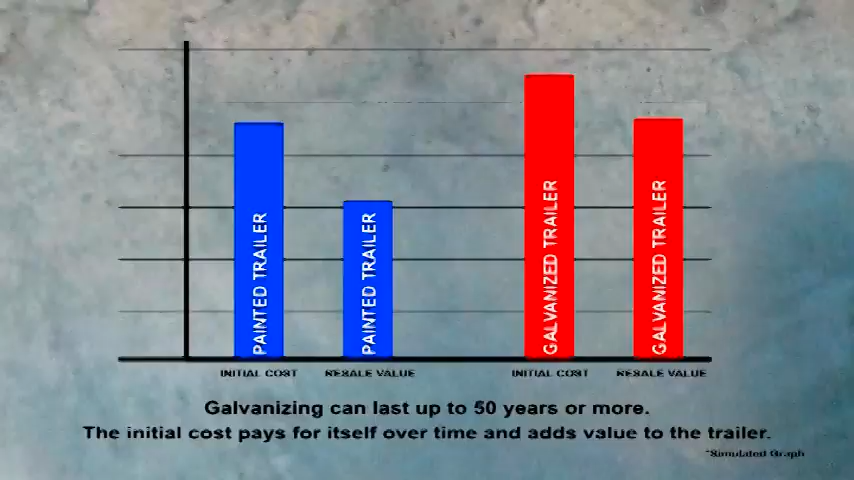 PAINTED TRAILER
PAINTED TRAILER
GALVANIZED TRAILER
GALVANIZED TRAILER
INITIAL COST
RESALE VALUE
INITIAL COST
RESALE VALUE
Galvanizing can last up to 50 years or more.
The initial cost pays for itself over time and adds value to the trailer.
*Simulated Graph